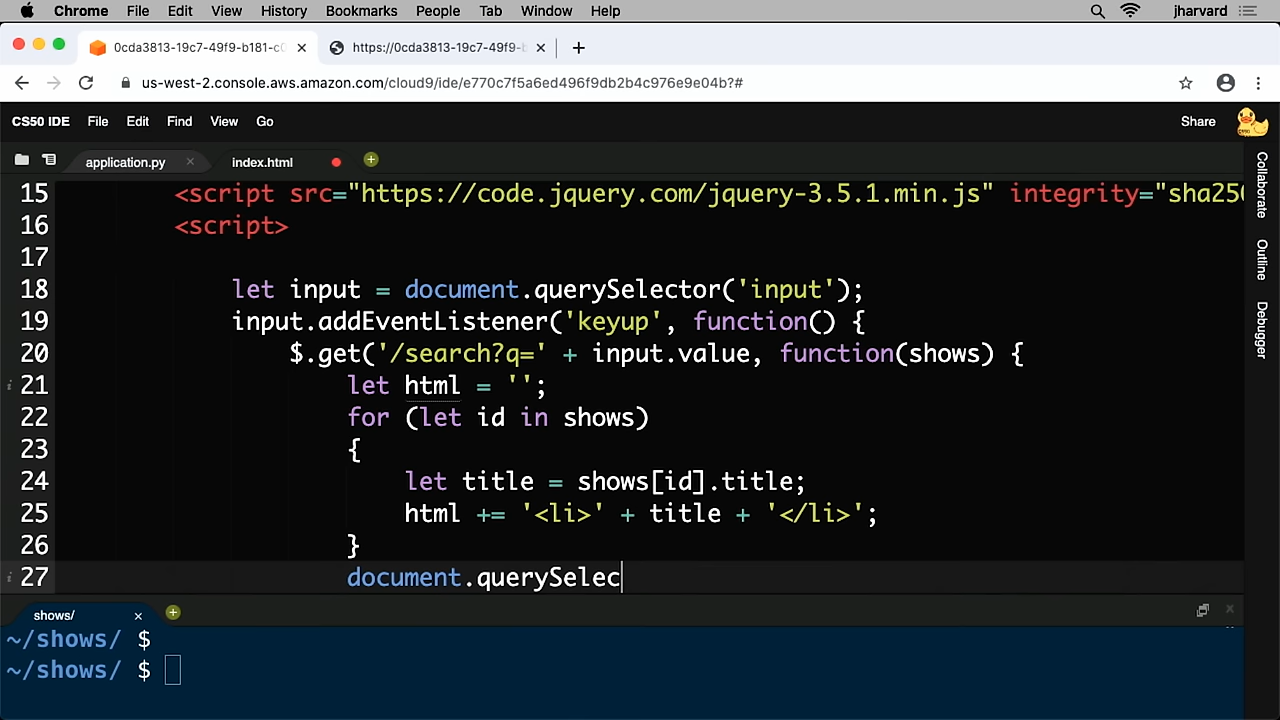 Chrome File Edit View History Bookmarks People Tab Window Help jharvard
0cda3813-19c7-49f9-b181-c × https://0cda3813-19c7-49f9- × +
us-west-2.console.aws.amazon.com/cloud9/ide/e770c7f5a6ed496f9db2b4c976e9e04b?#
CS50 IDE File Edit Find View Go Share
application.py × index.html
15 <script src="https://code.jquery.com/jquery-3.5.1.min.js" integrity="sha256
16 <script>
17
18 let input = document.querySelector('input');
19 input.addEventListener('keyup', function() {
20 $.get('/search?q=' + input.value, function(shows) {
21 let html = '';
22 for (let id in shows)
23 {
24 let title = shows[id].title;
25 html += '<li>' + title + '</li>';
26 }
27 document.querySelec
shows/ ×
~/shows/ $
~/shows/ $
Collaborate
Outline
Debugger